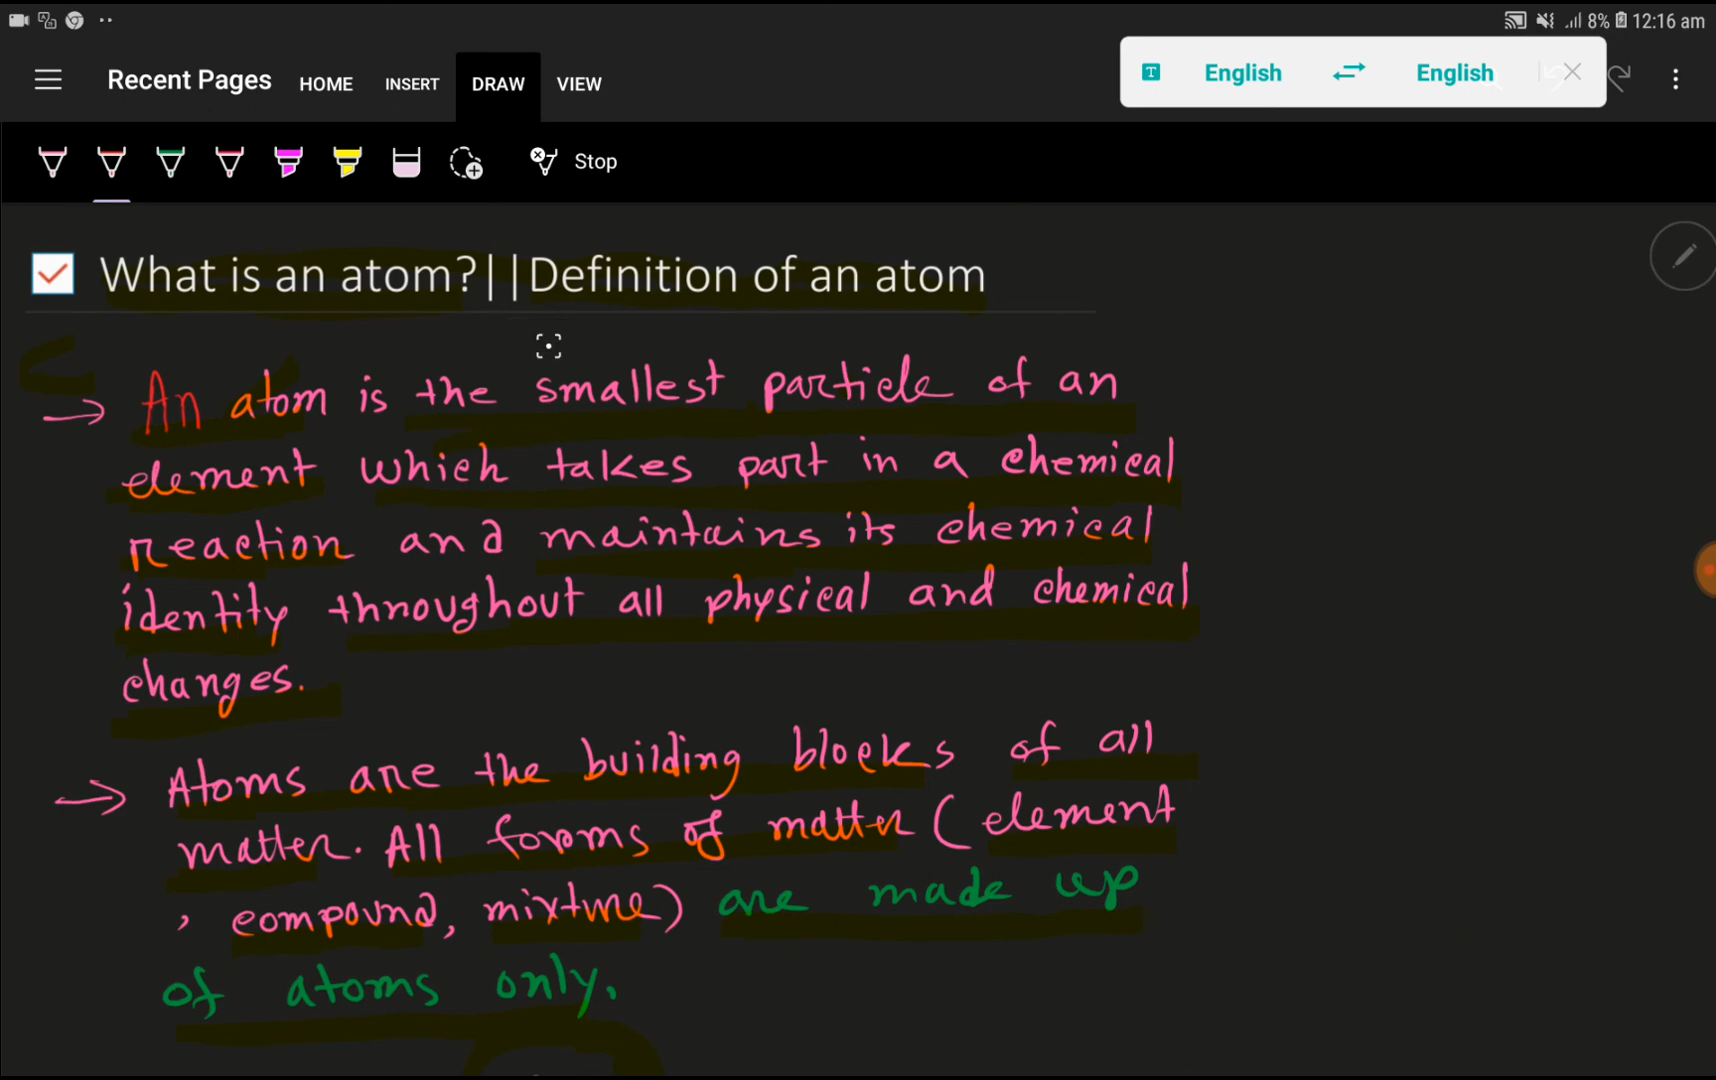 8% 12:16 am
Recent Pages HOME INSERT DRAW VIEW
English English
Stop
What is an atom?||Definition of an atom
→ An atom is the smallest particle of an
element which takes part in a chemical
reaction and maintains its chemical
identity throughout all physical and chemical
changes.
→ Atoms are the building blocks of all
matter. All forms of matter (element
, compound, mixture) are made up
of atoms only.